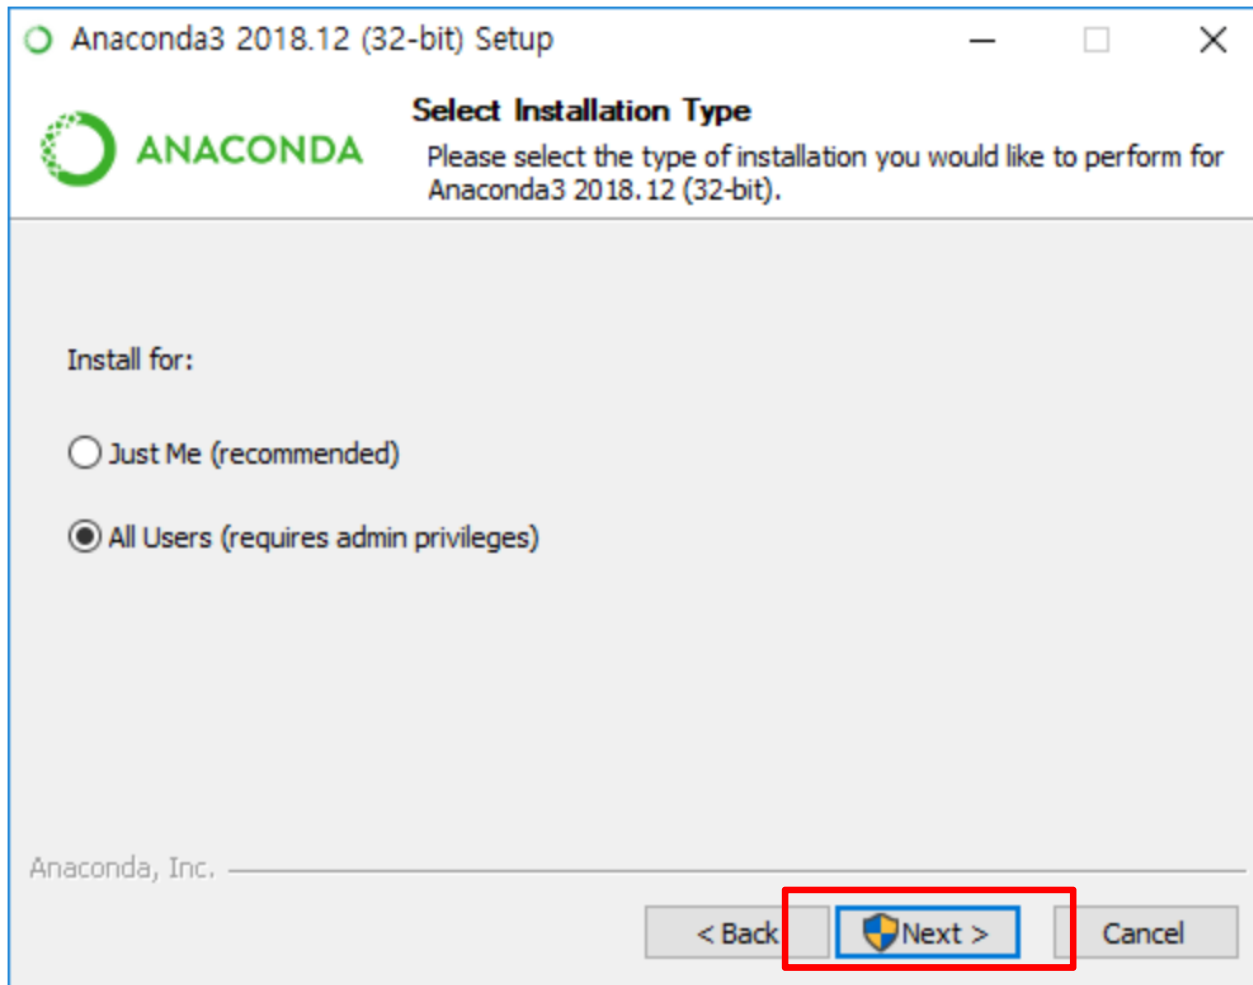 Anaconda3 2018.12 (32-bit) Setup
ANACONDA
Select Installation Type
Please select the type of installation you would like to perform for
Anaconda3 2018.12 (32-bit).
Install for:
Just Me (recommended)
All Users (requires admin privileges)
Anaconda, Inc.
< Back
Next >
Cancel